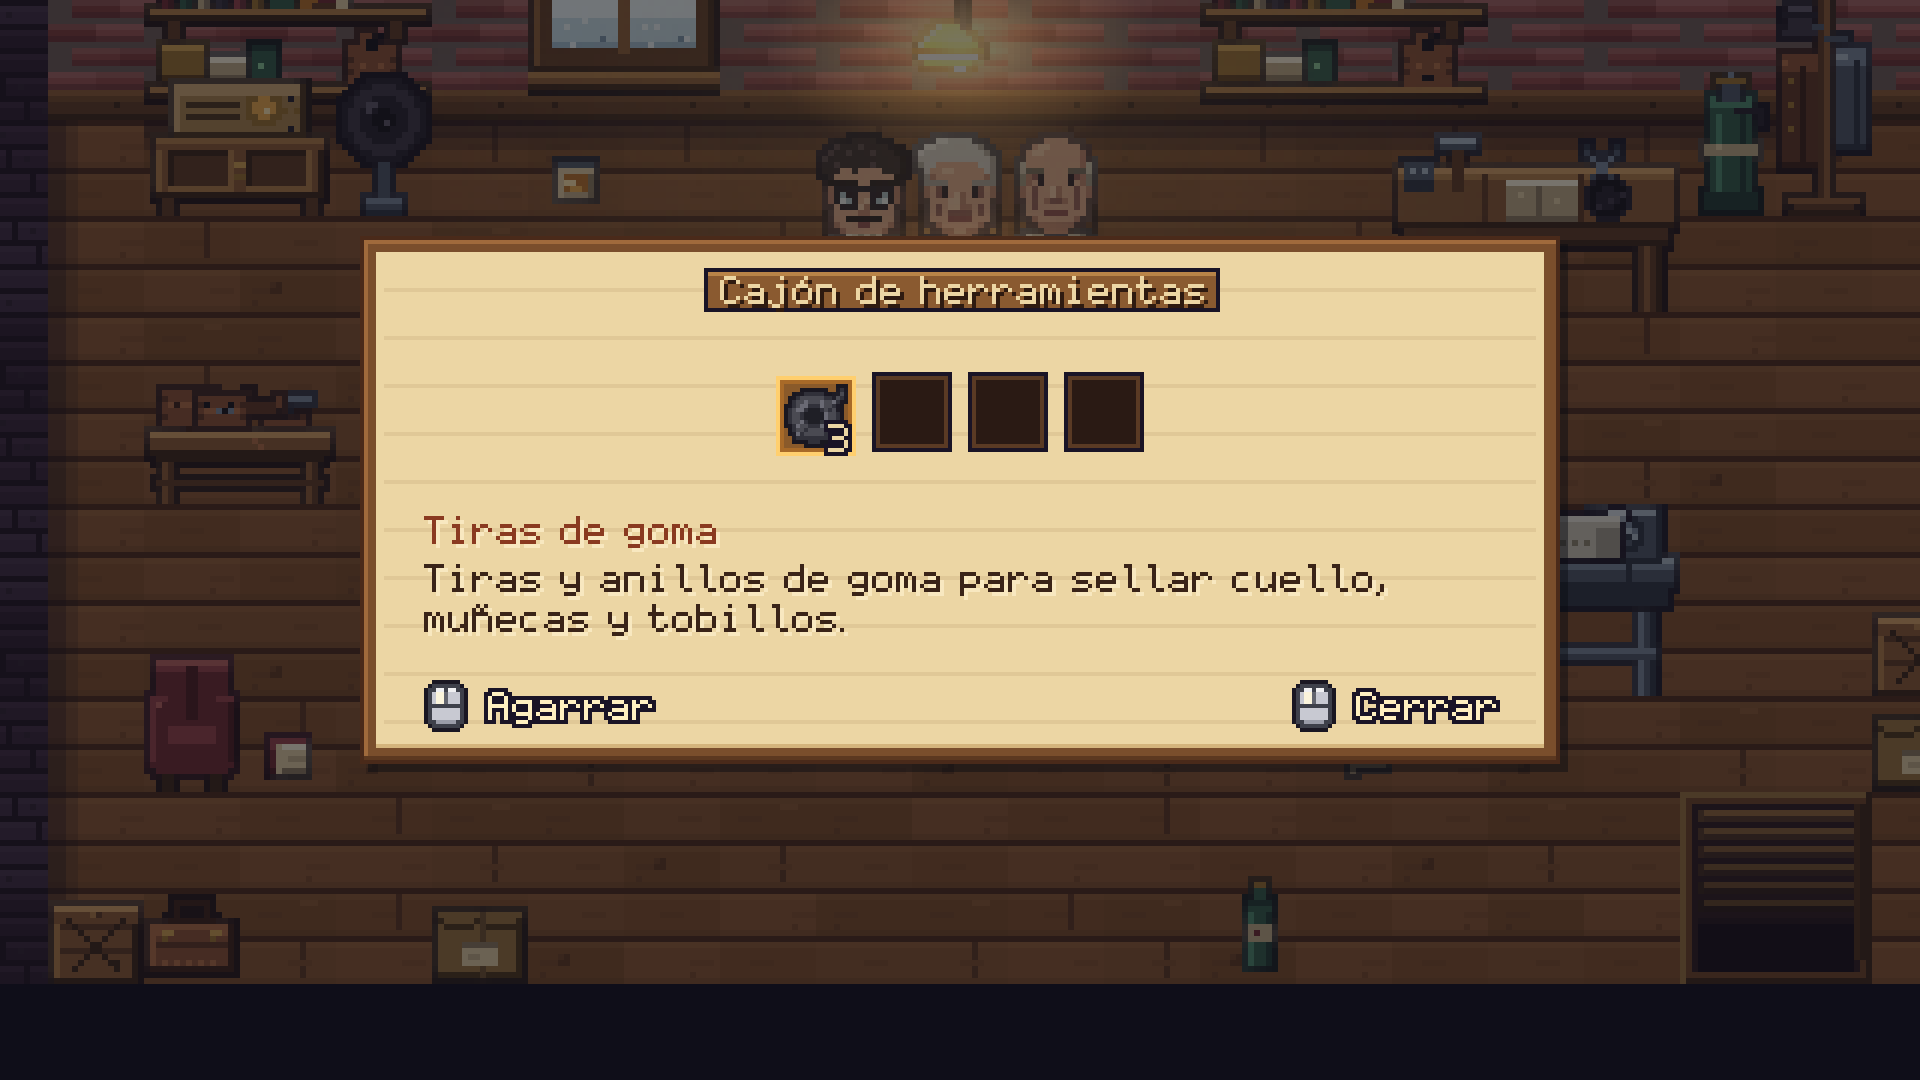 Cajón de herramientas
3
Tiras de goma
Tiras y anillos de goma para sellar cuello,
muñecas y tobillos.
Agarrar
Cerrar